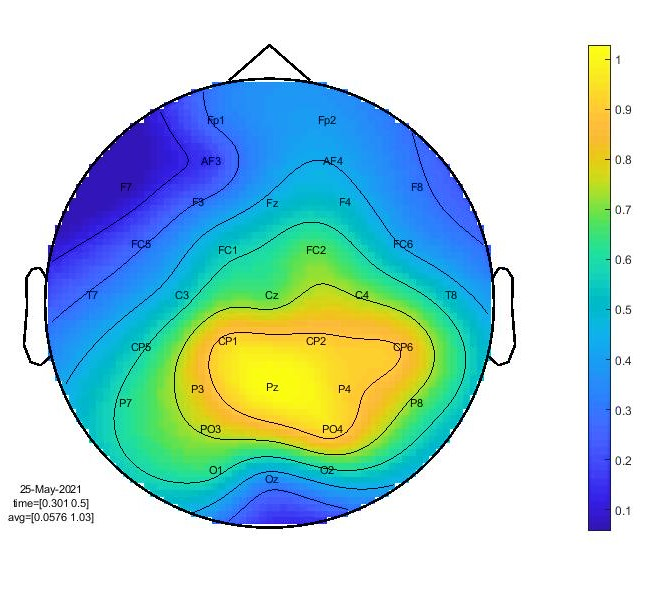 Fp1 Fp2
AF3 AF4
F7 F8
F3 Fz F4
FC5 FC1 FC2 FC6
T7 C3 Cz C4 T8
CP5 CP1 CP2 CP6
P7 P3 Pz P4 P8
PO3 PO4
O1 Oz O2
25-May-2021
time=[0.301 0.5]
avg=[0.0576 1.03]
1
0.9
0.8
0.7
0.6
0.5
0.4
0.3
0.2
0.1